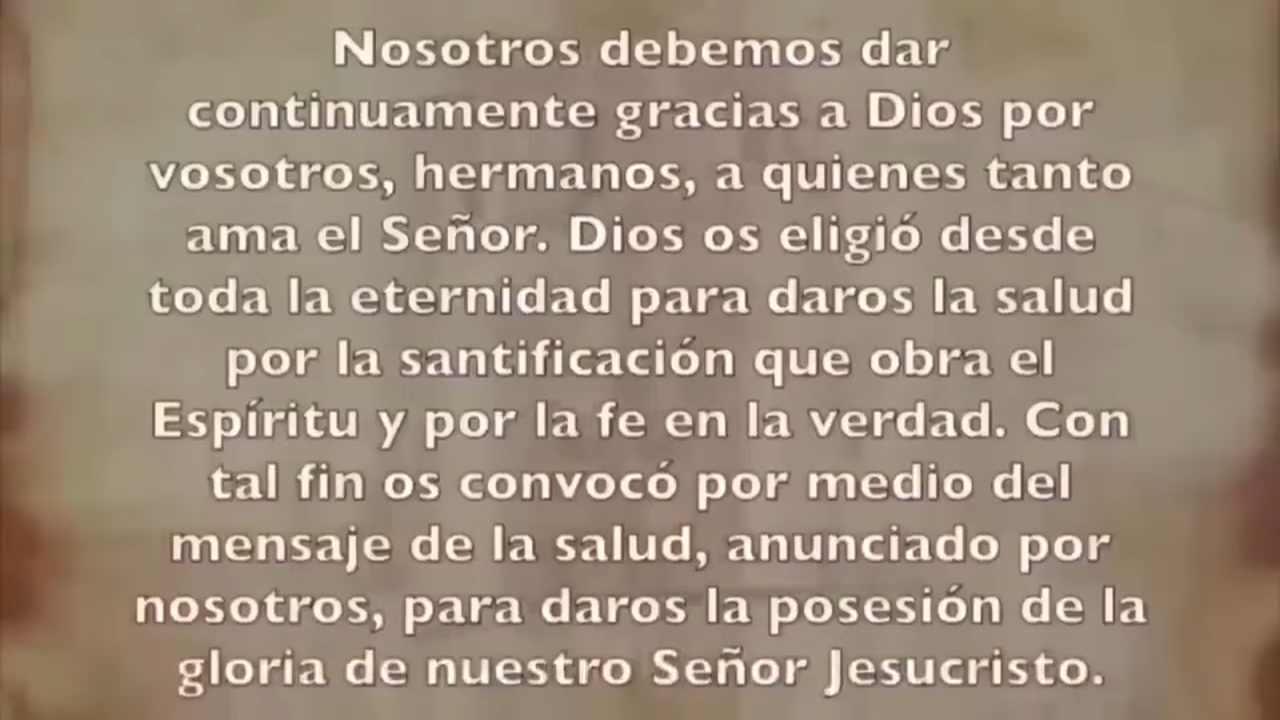 Nosotros debemos dar
continuamente gracias a Dios por
vosotros, hermanos, a quienes tanto
ama el Señor. Dios os eligió desde
toda la eternidad para daros la salud
por la santificación que obra el
Espíritu y por la fe en la verdad. Con
tal fin os convocó por medio del
mensaje de la salud, anunciado por
nosotros, para daros la posesión de la
gloria de nuestro Señor Jesucristo.